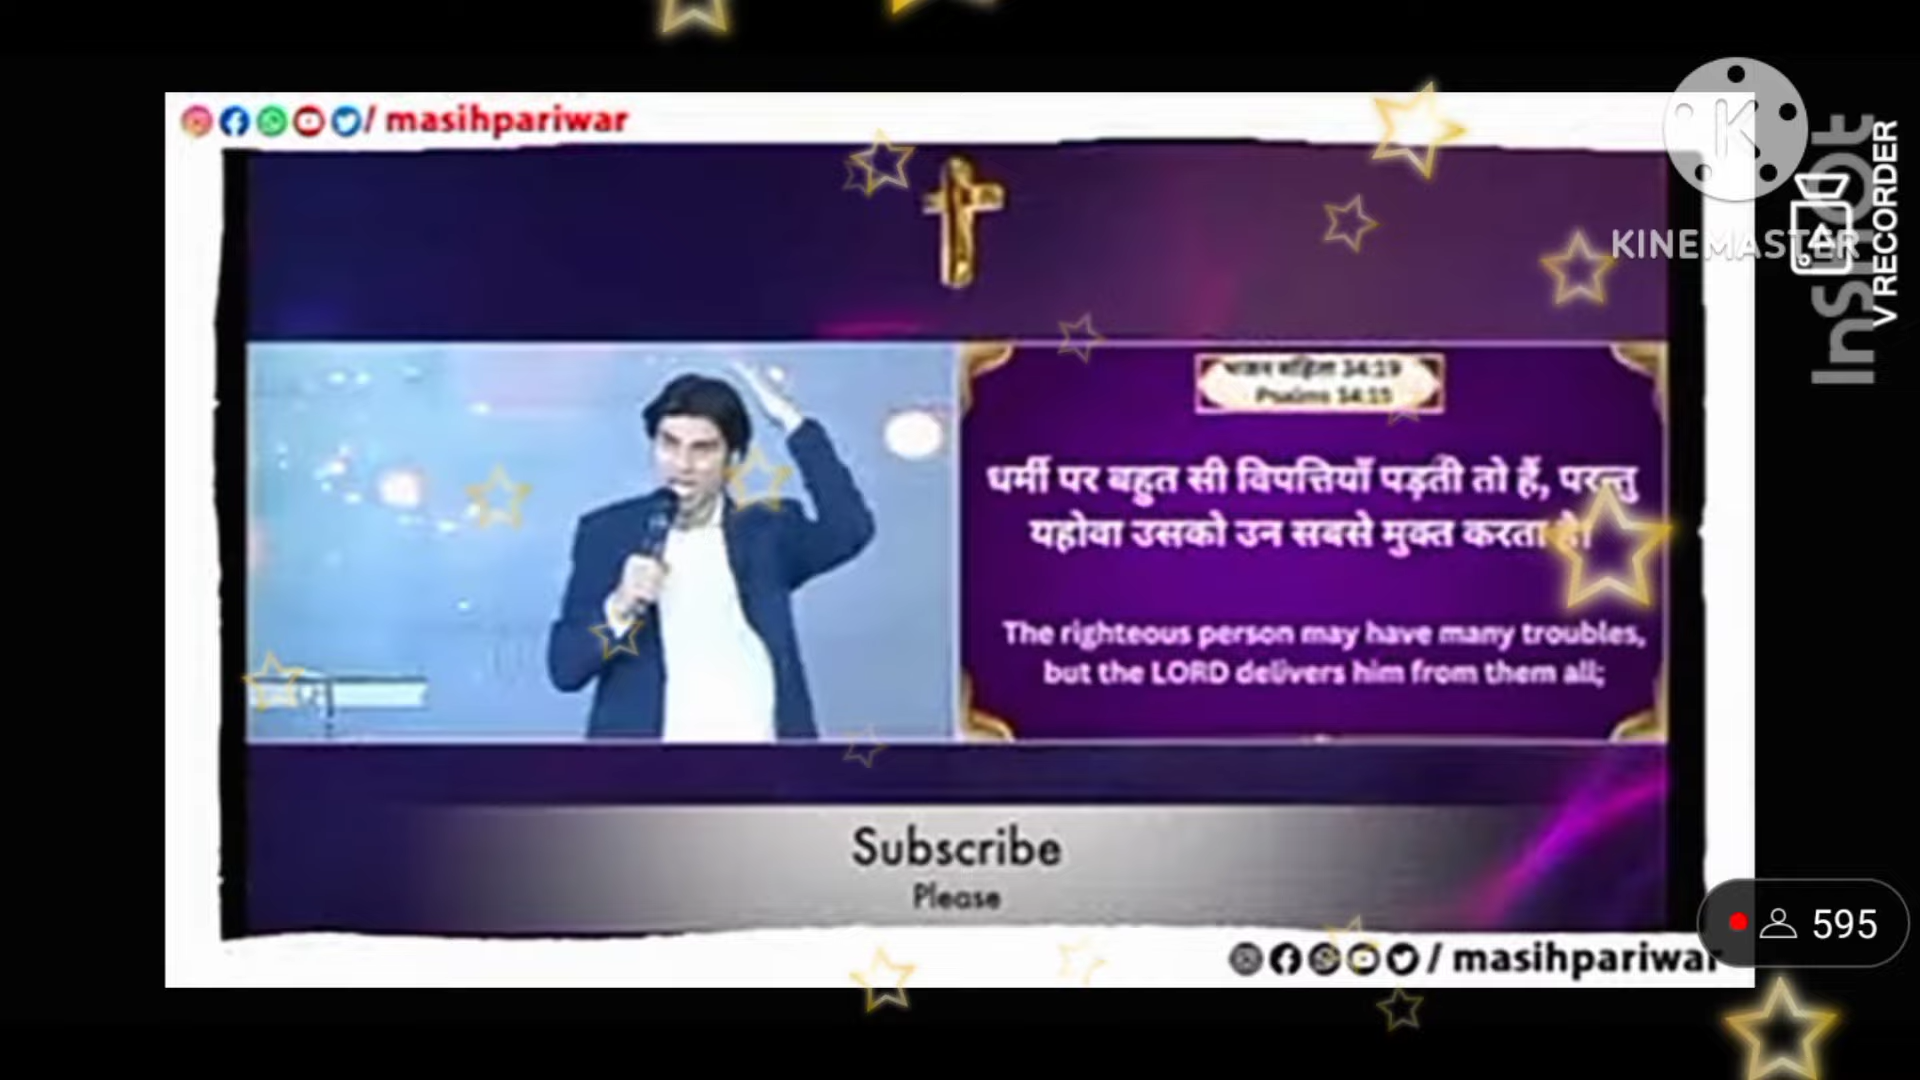 / masihpariwar
K
KINEMASTER
InShot
VRECORDER
भजन संहिता 34:19
Psalms 34:19
धर्मी पर बहुत सी विपत्तियाँ पड़ती तो हैं, परन्तु
यहोवा उसको उन सबसे मुक्त करता है।
The righteous person may have many troubles,
but the LORD delivers him from them all;
Subscribe
Please
595
/ masihpariwar